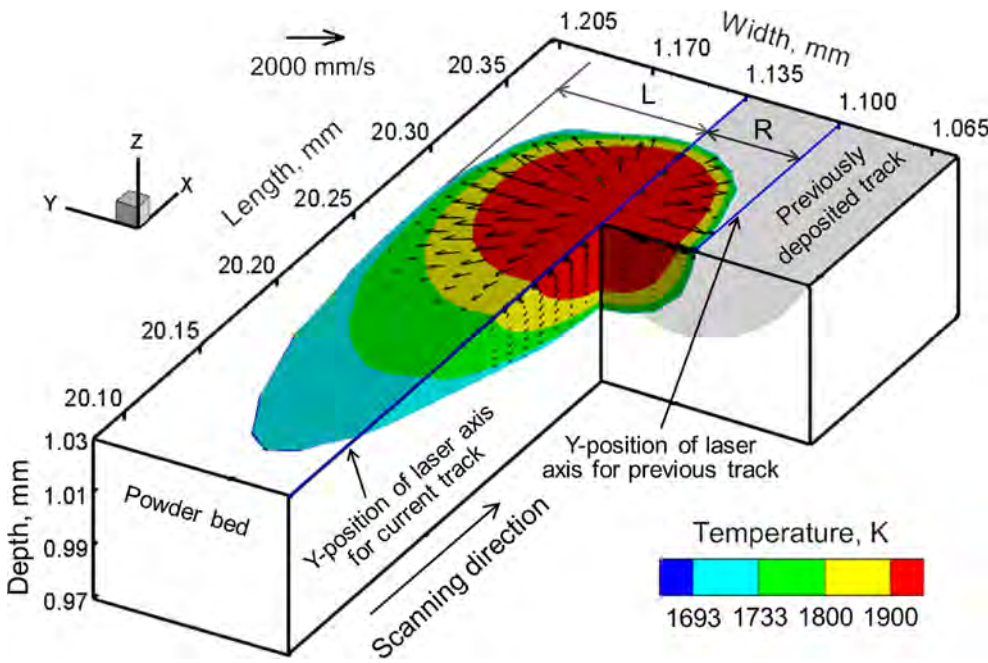 1.205
1.170
1.135
1.100
1.065
Width, mm
2000 mm/s
20.35
20.30
20.25
20.20
20.15
20.10
Length, mm
L
R
Z
Y
X
Previously
deposited track
1.03
1.01
0.99
0.97
Depth, mm
Powder bed
Y-position of laser axis
for current track
Scanning direction
Y-position of laser
axis for previous track
Temperature, K
1693
1733
1800
1900